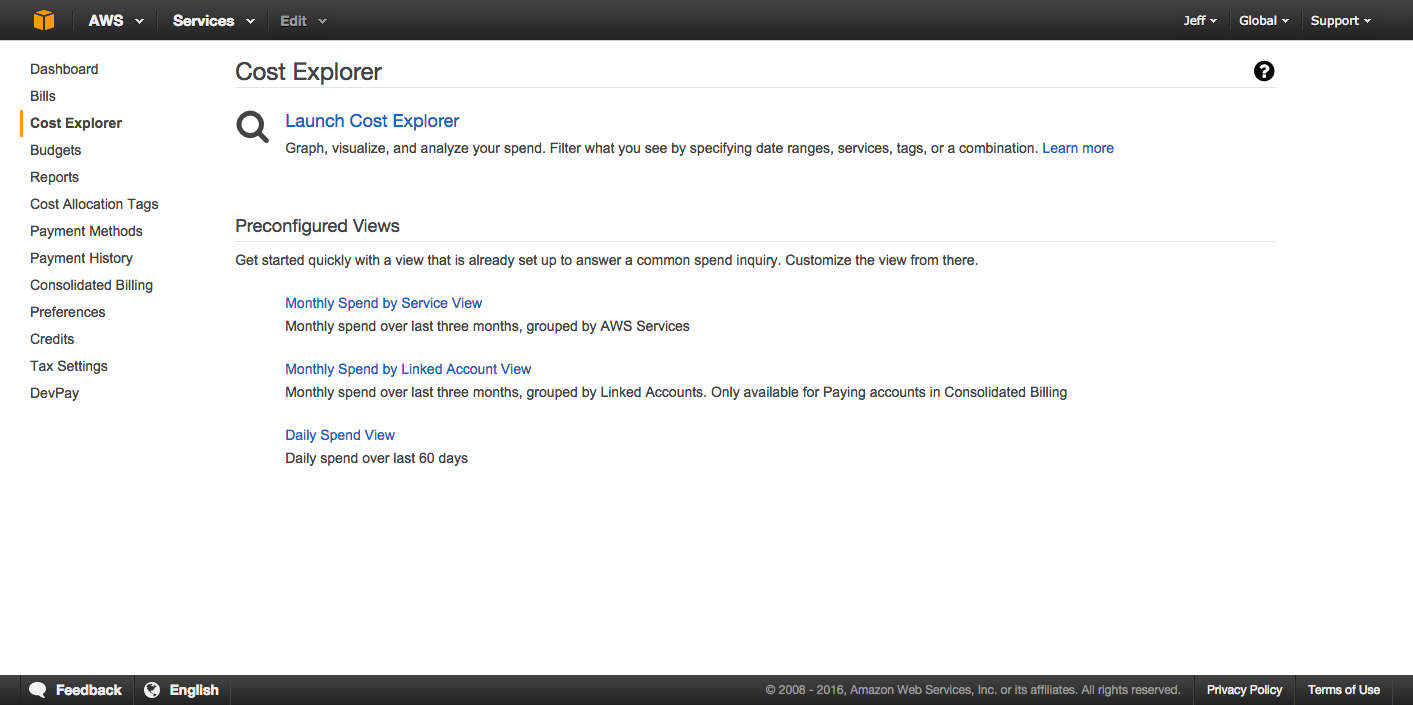 AWS Services Edit Jeff Global Support
Dashboard
Bills
Cost Explorer
Budgets
Reports
Cost Allocation Tags
Payment Methods
Payment History
Consolidated Billing
Preferences
Credits
Tax Settings
DevPay
Cost Explorer ?
Launch Cost Explorer
Graph, visualize, and analyze your spend. Filter what you see by specifying date ranges, services, tags, or a combination. Learn more
Preconfigured Views
Get started quickly with a view that is already set up to answer a common spend inquiry. Customize the view from there.
Monthly Spend by Service View
Monthly spend over last three months, grouped by AWS Services
Monthly Spend by Linked Account View
Monthly spend over last three months, grouped by Linked Accounts. Only available for Paying accounts in Consolidated Billing
Daily Spend View
Daily spend over last 60 days
Feedback English © 2008 - 2016, Amazon Web Services, Inc. or its affiliates. All rights reserved. Privacy Policy Terms of Use